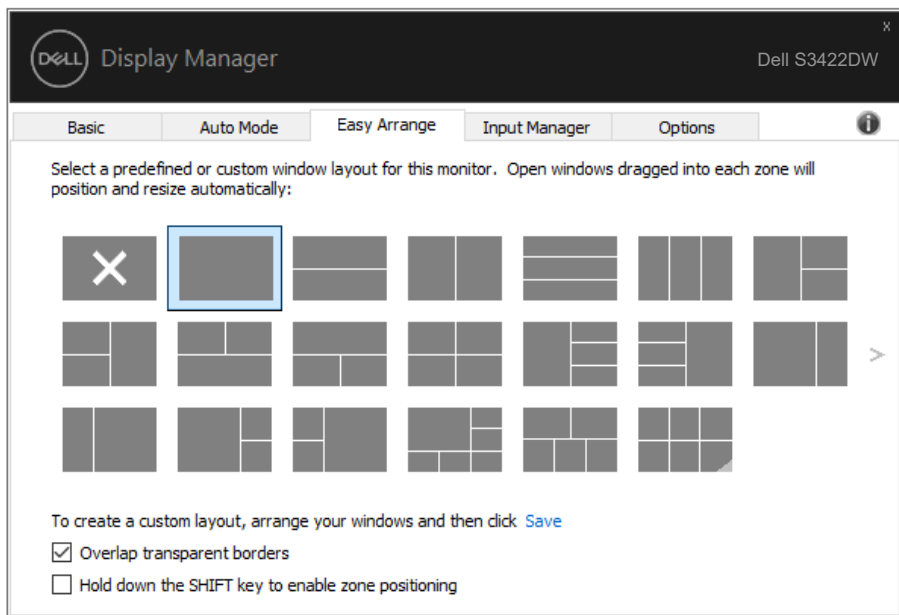 x
DELL Display Manager
Dell S3422DW
Basic Auto Mode Easy Arrange Input Manager Options i
Select a predefined or custom window layout for this monitor. Open windows dragged into each zone will
position and resize automatically:
>
To create a custom layout, arrange your windows and then click Save
Overlap transparent borders
Hold down the SHIFT key to enable zone positioning